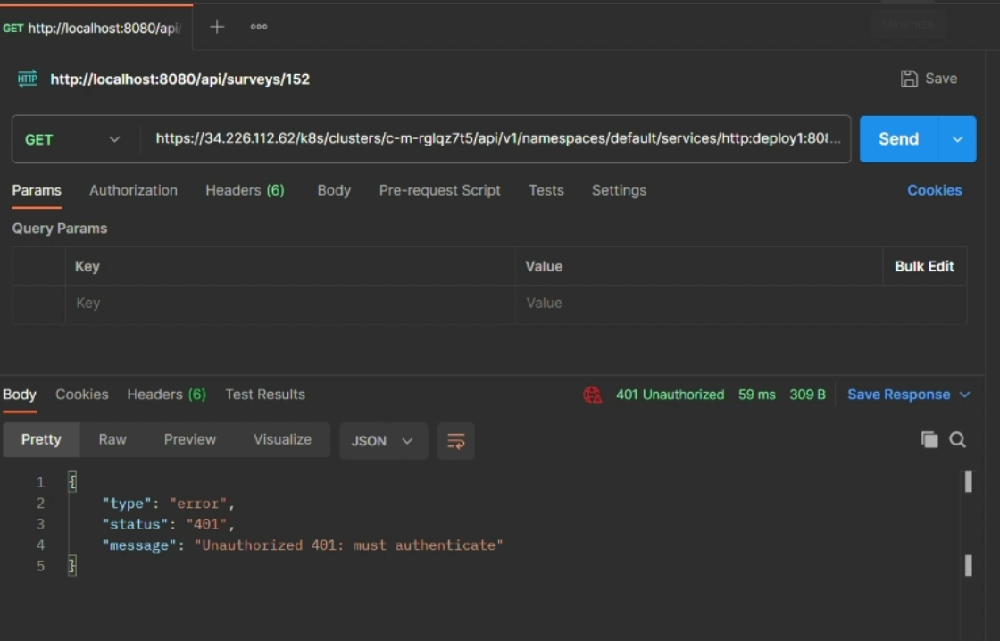 GET http://localhost:8080/api/
Minimize
HTTP http://localhost:8080/api/surveys/152
Save
GET https://34.226.112.62/k8s/clusters/c-m-rglqz7t5/api/v1/namespaces/default/services/http:deploy1:808...
Send
Params Authorization Headers (6) Body Pre-request Script Tests Settings Cookies
Query Params
Key Value Bulk Edit
Key Value
Body Cookies Headers (6) Test Results 401 Unauthorized 59 ms 309 B Save Response
Pretty Raw Preview Visualize JSON
1 {
2 "type": "error",
3 "status": "401",
4 "message": "Unauthorized 401: must authenticate"
5 }